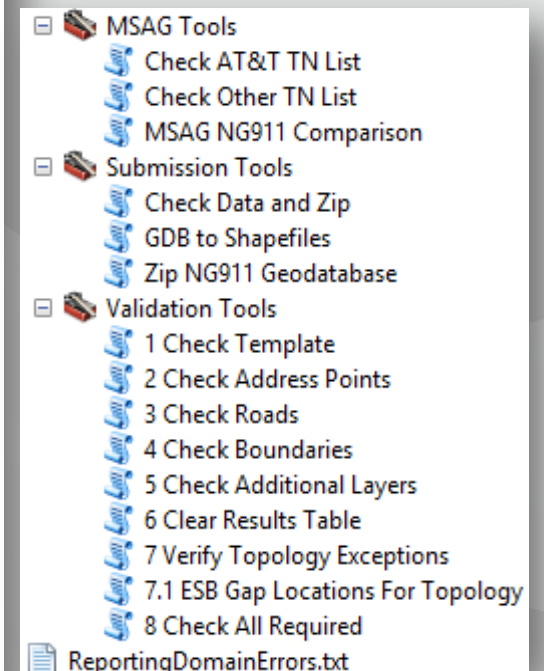 MSAG Tools
Check AT&T TN List
Check Other TN List
MSAG NG911 Comparison
Submission Tools
Check Data and Zip
GDB to Shapefiles
Zip NG911 Geodatabase
Validation Tools
1 Check Template
2 Check Address Points
3 Check Roads
4 Check Boundaries
5 Check Additional Layers
6 Clear Results Table
7 Verify Topology Exceptions
7.1 ESB Gap Locations For Topology
8 Check All Required
ReportingDomainErrors.txt